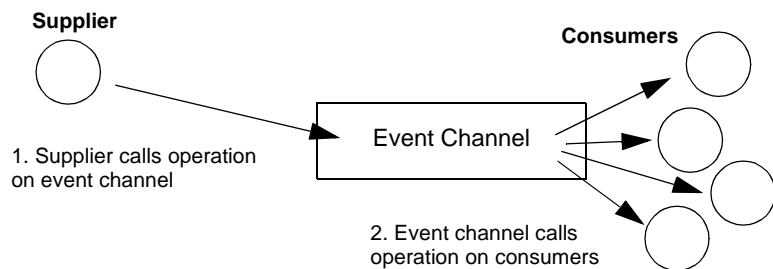 Supplier
Consumers
Event Channel
1. Supplier calls operation
on event channel
2. Event channel calls
operation on consumers